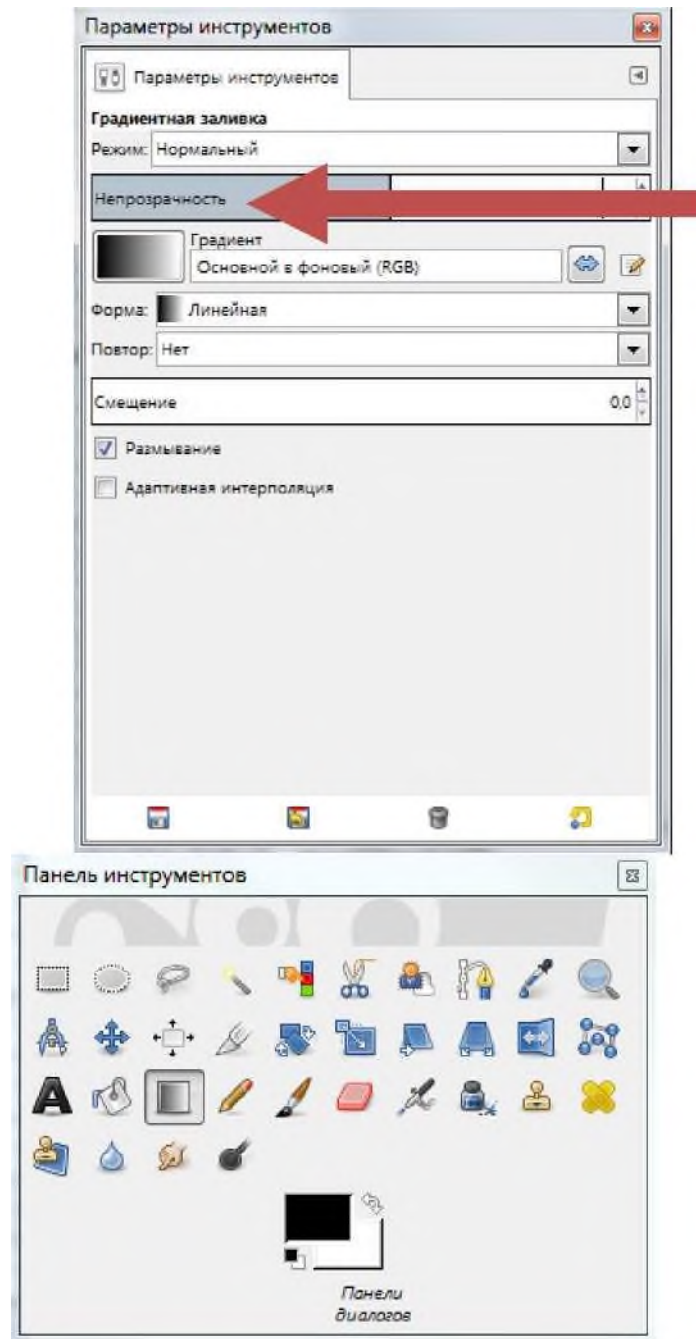 Параметры инструментов
Параметры инструментов
Градиентная заливка
Режим: Нормальный
Непрозрачность
Градиент
Основной в фоновый (RGB)
Форма: Линейная
Повтор: Нет
Смещение 0,0
Размывание
Адаптивная интерполяция
Панель инструментов
Панели
диалогов